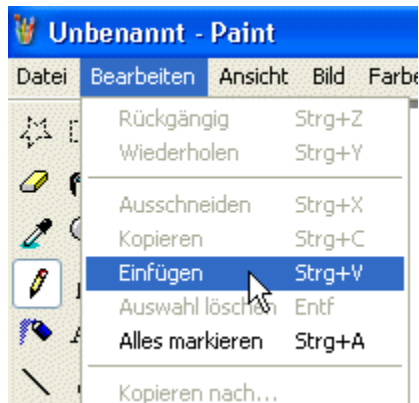 Unbenannt - Paint
Datei Bearbeiten Ansicht Bild
Rückgängig Strg+Z
Wiederholen Strg+Y
Ausschneiden Strg+X
Kopieren Strg+C
Einfügen Strg+V
Auswahl löschen Entf
Alles markieren Strg+A
Kopieren nach...